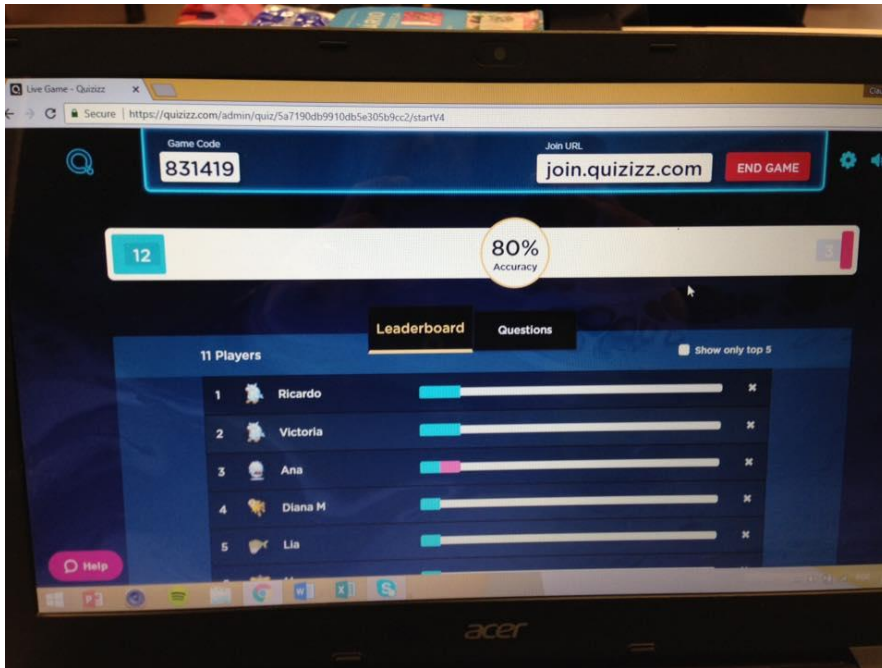 Live Game - Quizizz
Secure https://quizizz.com/admin/quiz/5a7190db9910db5e305b9cc2/startV4
Game Code
831419
Join URL
join.quizizz.com
END GAME
12
80%
Accuracy
3
Leaderboard
Questions
11 Players
Show only top 5
1 Ricardo
2 Victoria
3 Ana
4 Diana M
5 Lia
Help
acer